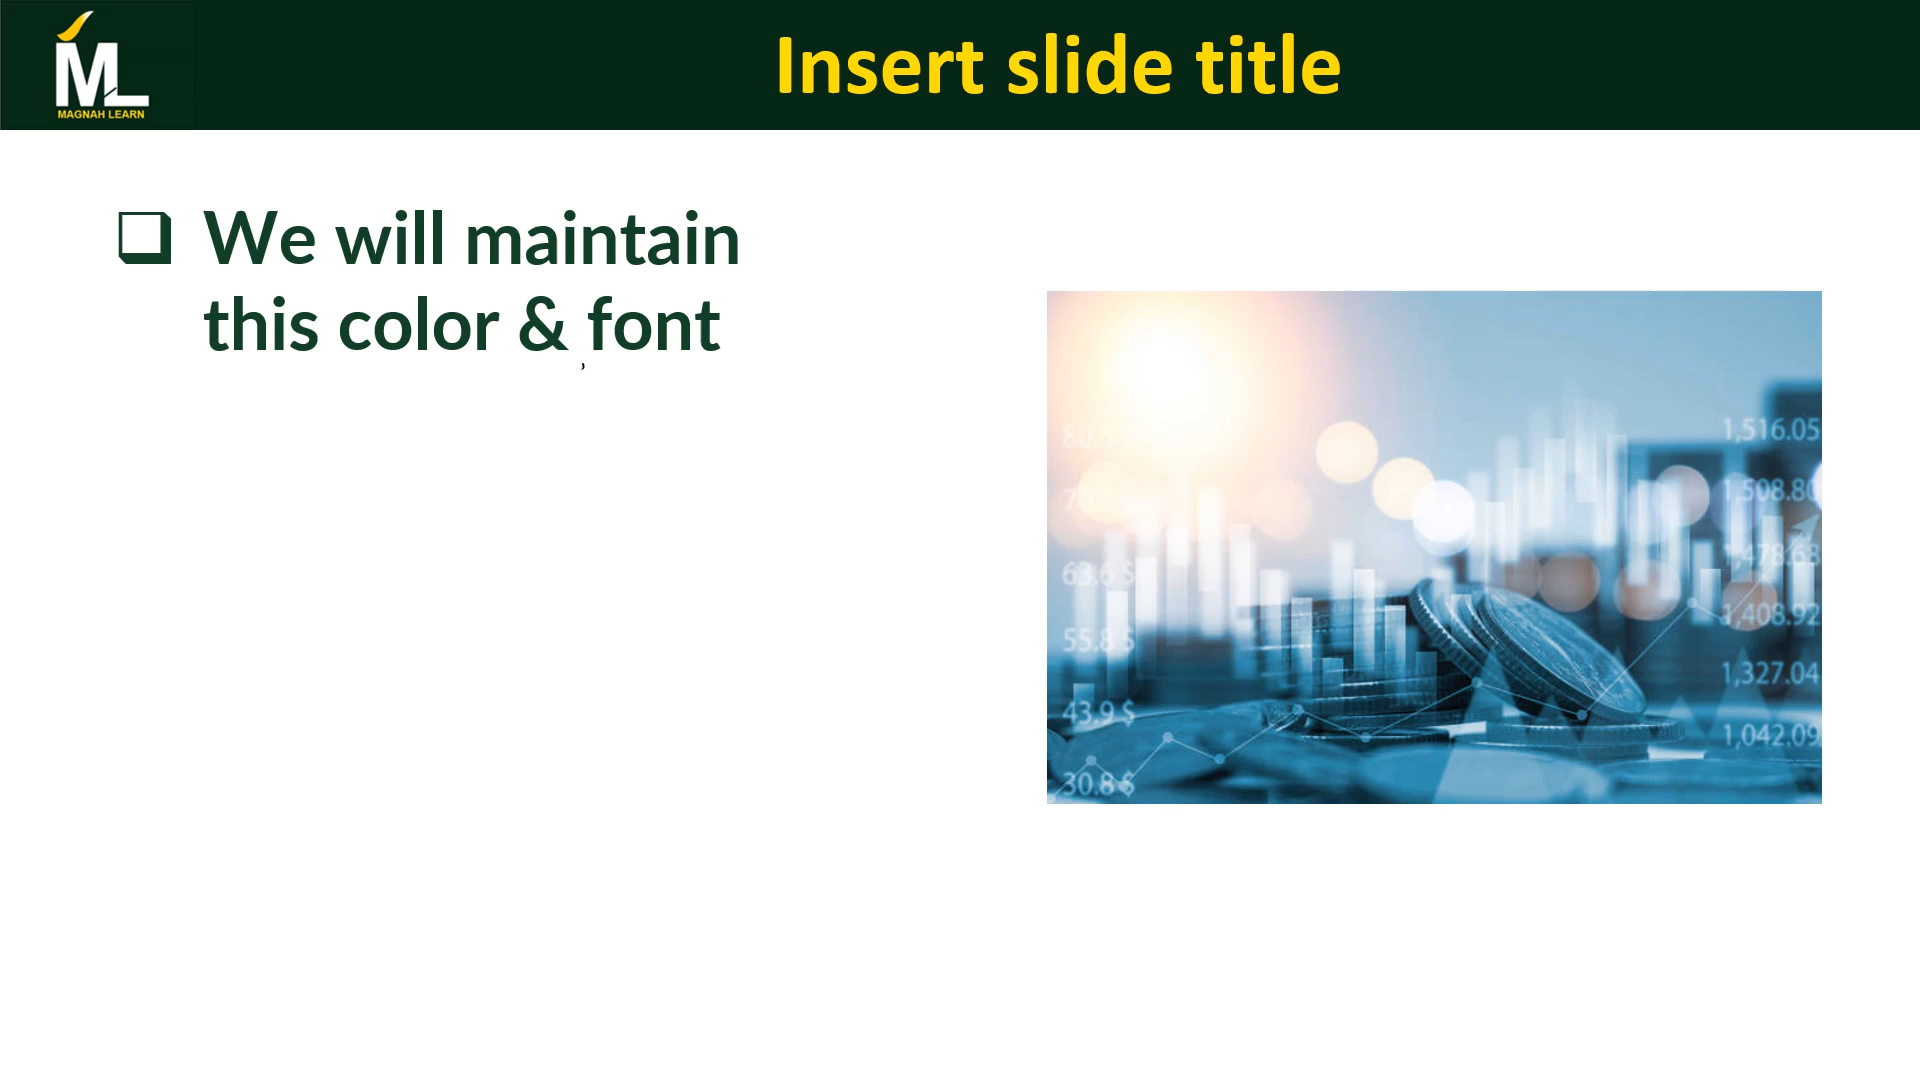 ML
MAGNAH LEARN
Insert slide title
❑ We will maintain
this color & font
,
63.6 $
55.8 $
43.9 $
30.8 $
1,516.05
1,508.80
1,478.68
1,408.92
1,327.04
1,042.09